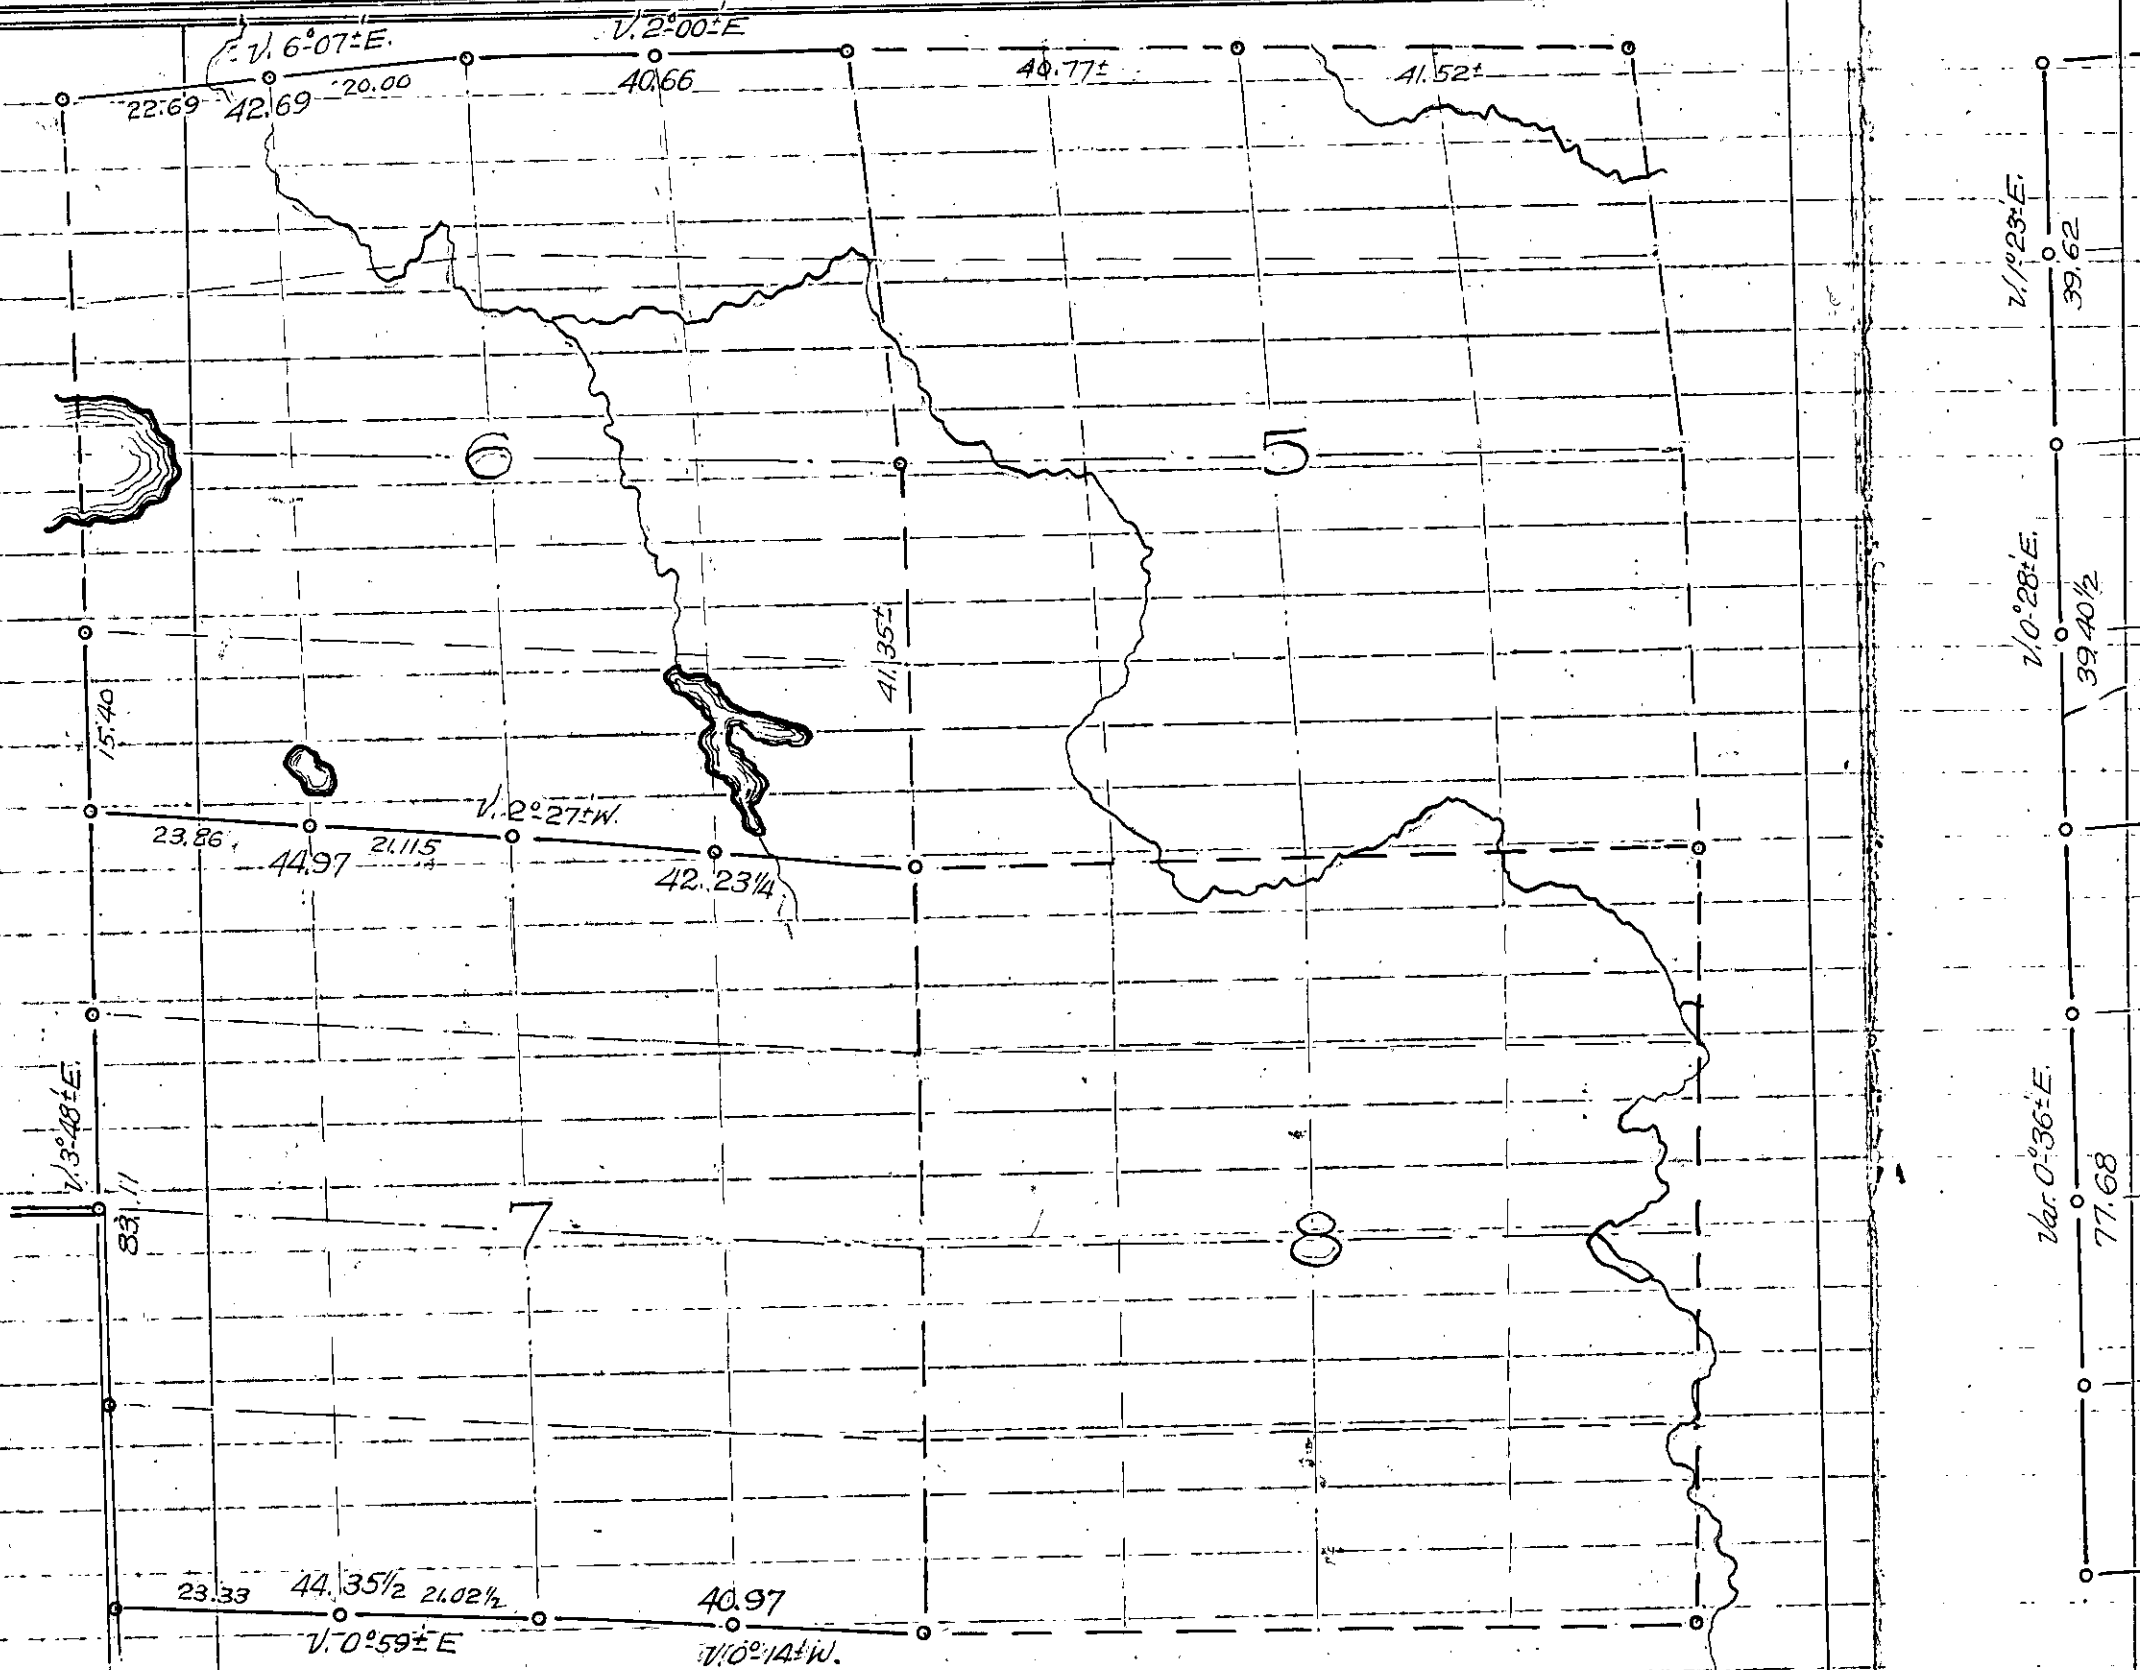 V. 6°07'±E.
V. 2°00'±E
22.69 42.69 20.00
40.66
40.77±
41.52±
V. 1°23'±E.
39.62
6
5
V. 0°28'±E.
39.40½
41.35±
15.40
V. 2°27'±W.
23.86
44.97
21.115
42.23¼
V. 3°48'±E.
83.11
Var. 0°36'±E.
77.68
7
8
23.33 44.35½ 21.02½
40.97
V. 0°59'± E
V. 0°14'±W.